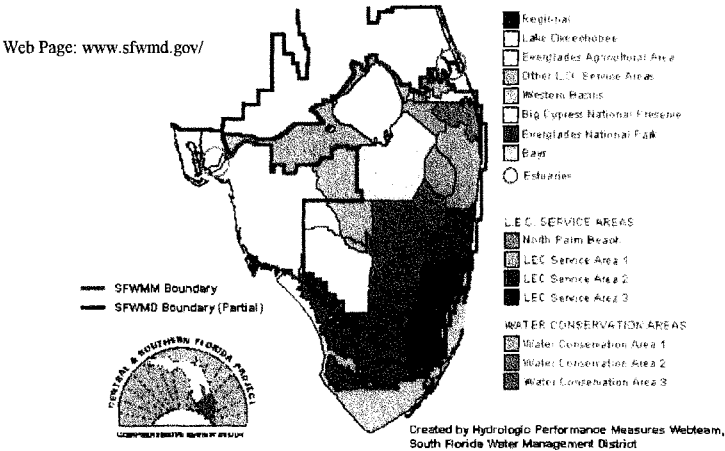 Web Page: www.sfwmd.gov/
Regional
Lake Okeechobee
Everglades Agricultural Area
Other L.O. Service Areas
Western Basins
Big Cypress National Preserve
Everglades National Park
Bays
Estuaries
L.E.C. SERVICE AREAS
North Palm Beach
LEC Service Area 1
LEC Service Area 2
LEC Service Area 3
WATER CONSERVATION AREAS
Water Conservation Area 1
Water Conservation Area 2
Water Conservation Area 3
SFWMM Boundary
SFWMD Boundary (Partial)
CENTRAL & SOUTHERN FLORIDA PROJECT
COMPREHENSIVE REVIEW STUDY
Created by Hydrologic Performance Measures Webteam,
South Florida Water Management District